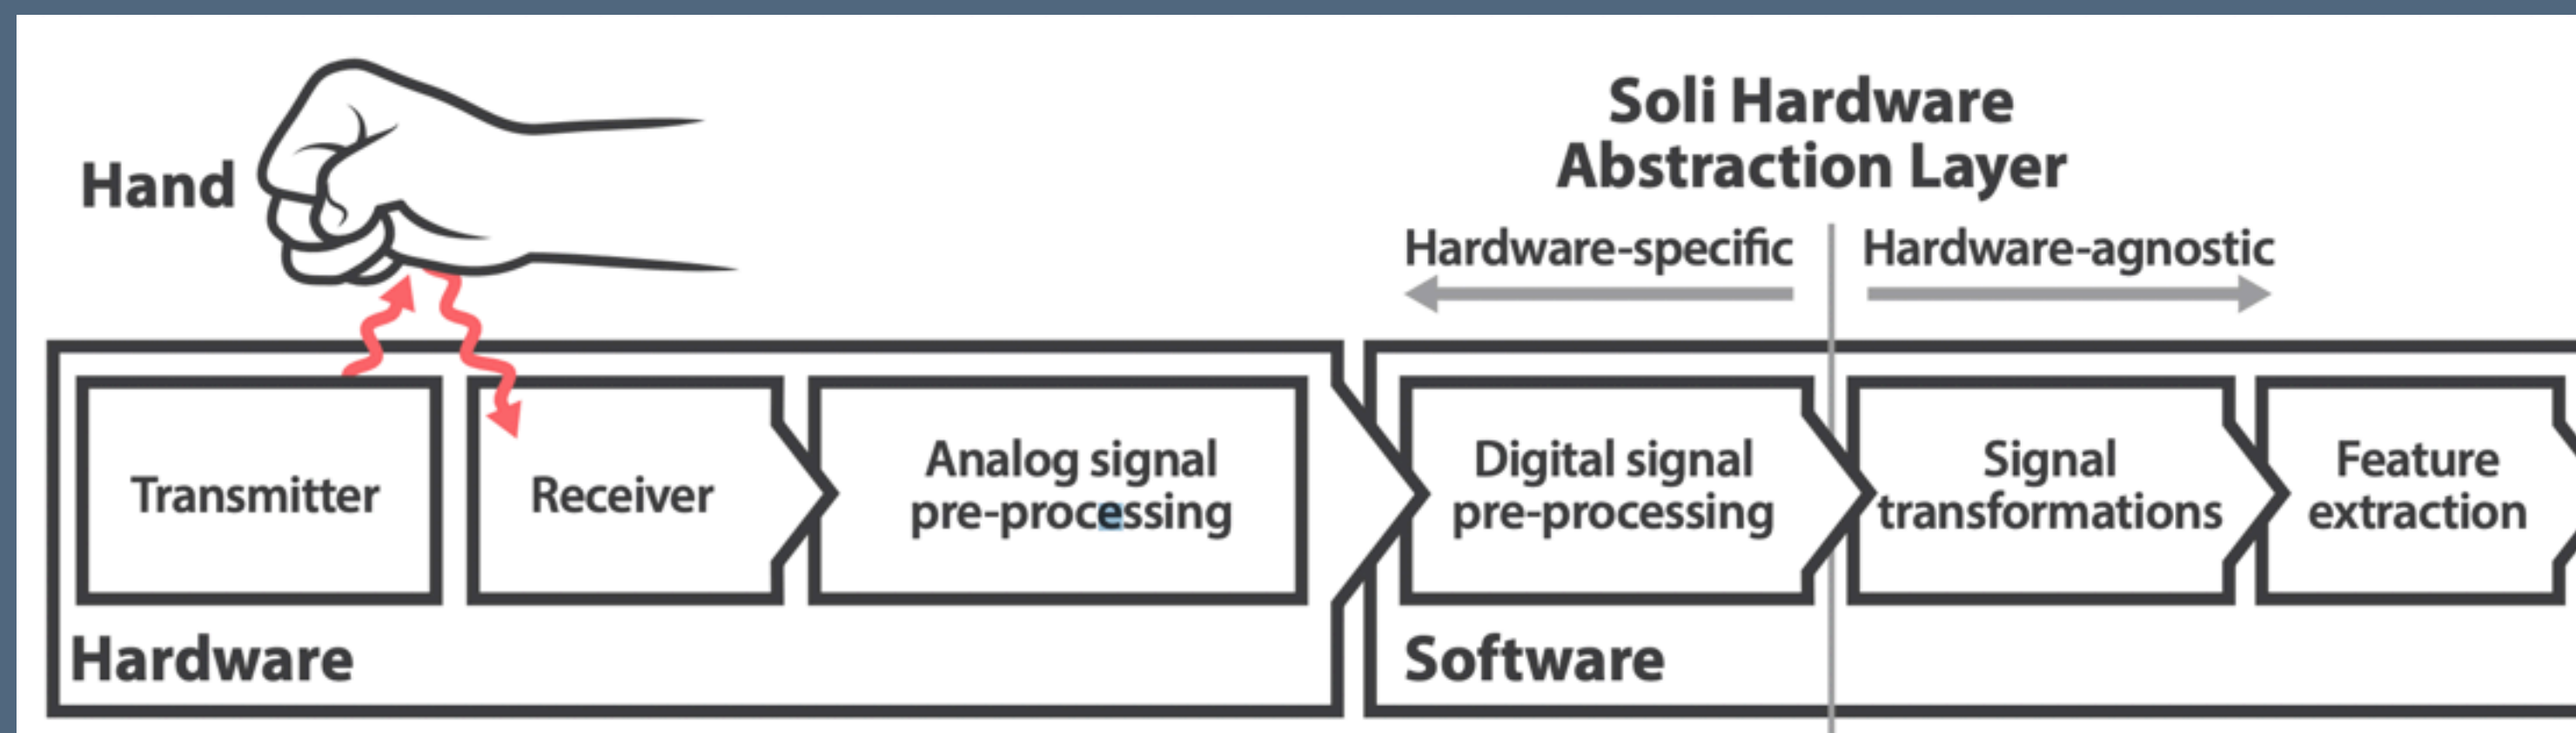 Soli Hardware
Abstraction Layer
Hand
Hardware-specific
Hardware-agnostic
Transmitter
Receiver
Analog signal
pre-processing
Digital signal
pre-processing
Signal
transformations
Feature
extraction
Hardware
Software